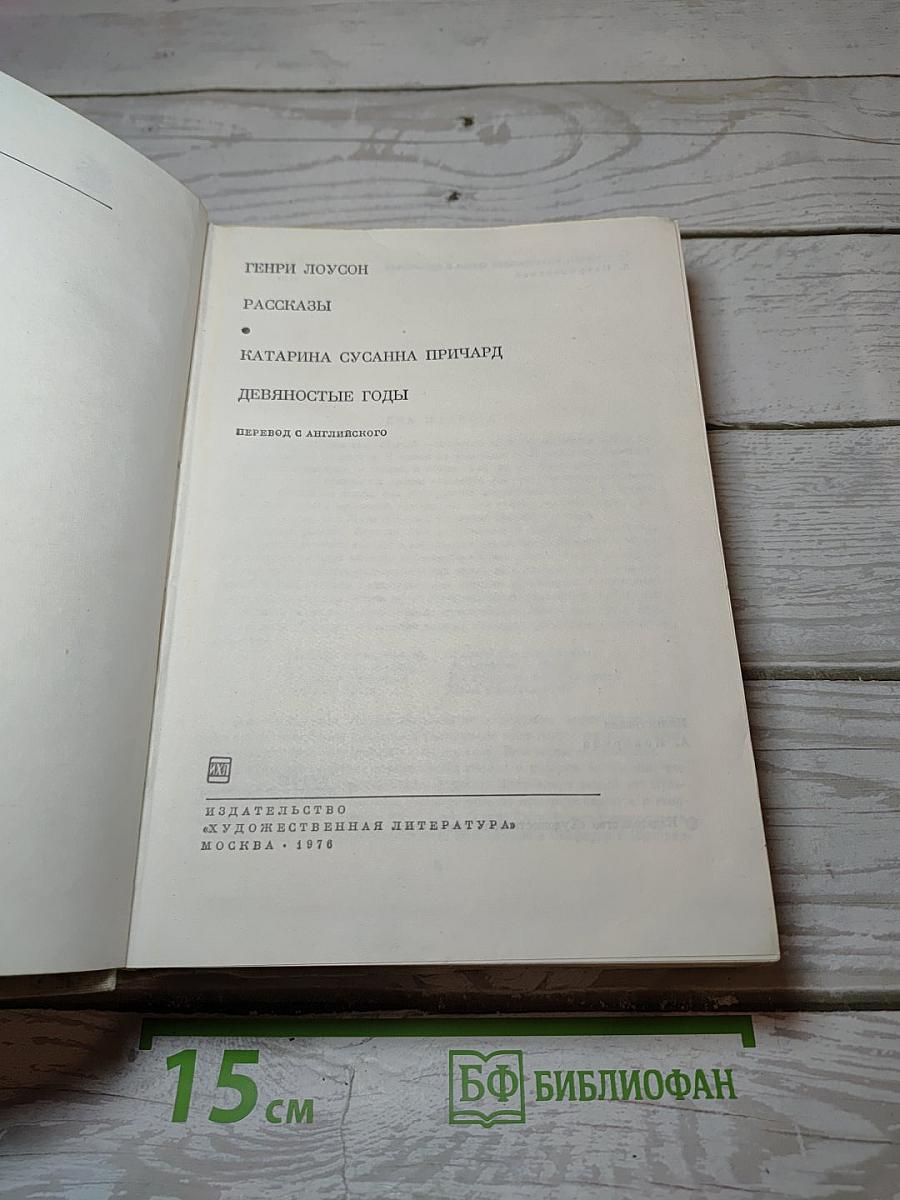 ГЕНРИ ЛОУСОН
РАССКАЗЫ
•
КАТАРИНА СУСАННА ПРИЧАРД
ДЕВЯНОСТЫЕ ГОДЫ
ПЕРЕВОД С АНГЛИЙСКОГО
ИХЛ
ИЗДАТЕЛЬСТВО
«ХУДОЖЕСТВЕННАЯ ЛИТЕРАТУРА»
МОСКВА • 1976
15 см
БФ БИБЛИОФАН